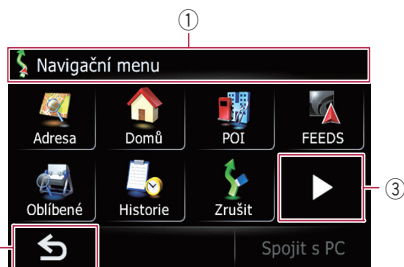 ①
Navigační menu
Adresa Domů POI FEEDS
Oblíbené Historie Zrušit ③
Spojit s PC